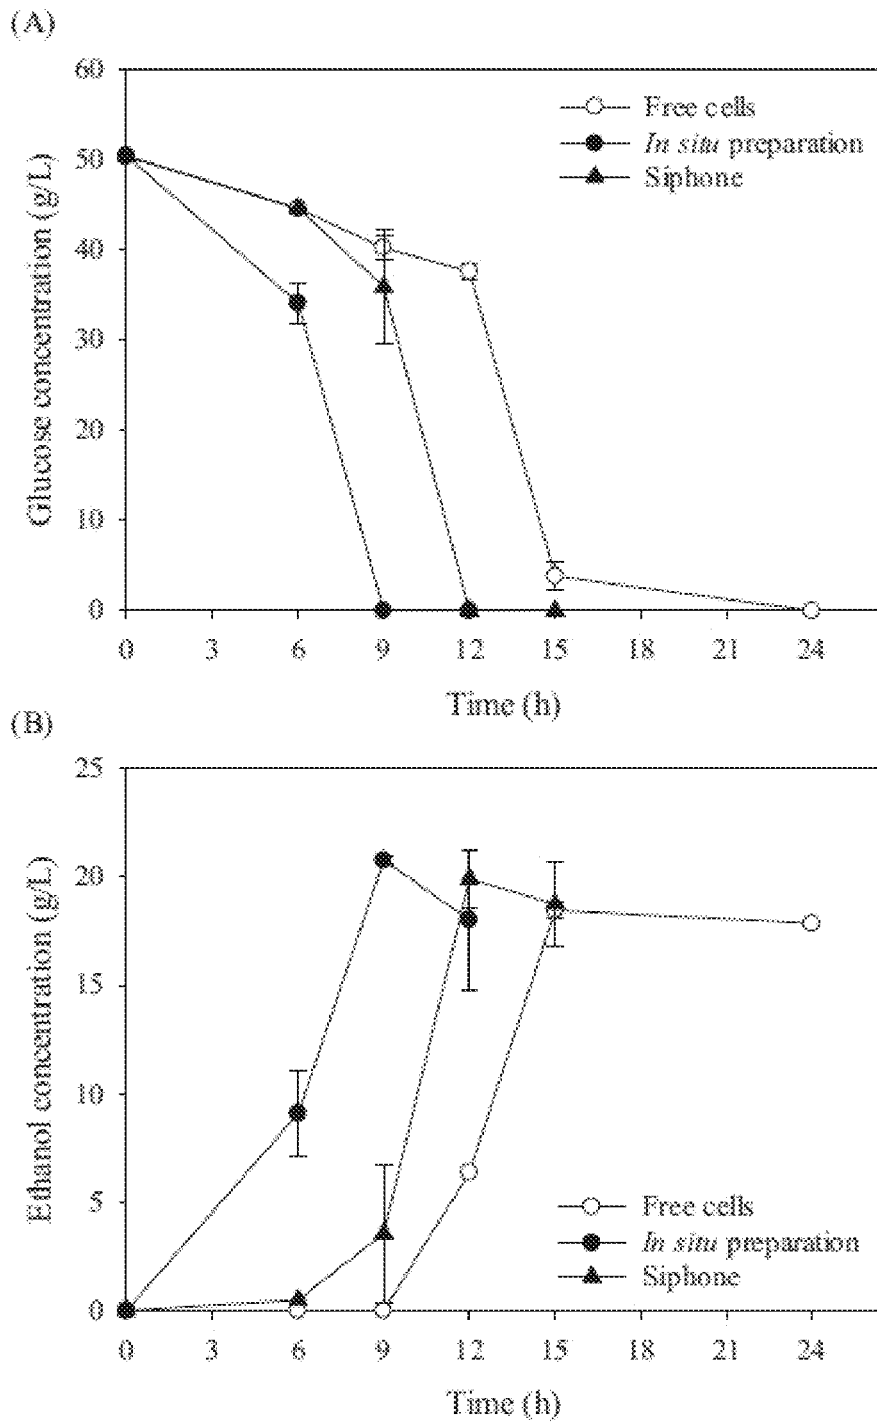 (A)
60
50
40
30
20
10
0
Glucose concentration (g/L)
Free cells
In situ preparation
Siphone
0 3 6 9 12 15 18 21 24
Time (h)
(B)
25
20
15
10
5
0
Ethanol concentration (g/L)
Free cells
In situ preparation
Siphone
0 3 6 9 12 15 18 21 24
Time (h)